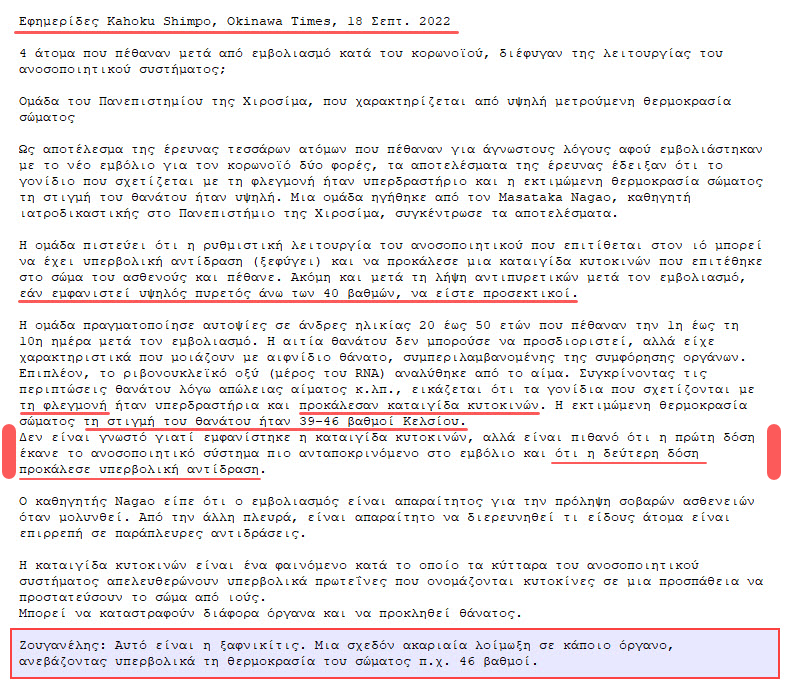 Εφημερίδες Kahoku Shimpo, Okinawa Times, 18 Σεπτ. 2022
4 άτομα που πέθαναν μετά από εμβολιασμό κατά του κορωνοϊού, διέφυγαν της λειτουργίας του
ανοσοποιητικού συστήματος;
Ομάδα του Πανεπιστημίου της Χιροσίμα, που χαρακτηρίζεται από υψηλή μετρούμενη θερμοκρασία
σώματος
Ως αποτέλεσμα της έρευνας τεσσάρων ατόμων που πέθαναν για άγνωστους λόγους αφού εμβολιάστηκαν
με το νέο εμβόλιο για τον κορωνοϊό δύο φορές, τα αποτελέσματα της έρευνας έδειξαν ότι το
γονίδιο που σχετίζεται με τη φλεγμονή ήταν υπερδραστήριο και η εκτιμώμενη θερμοκρασία σώματος
τη στιγμή του θανάτου ήταν υψηλή. Μια ομάδα ηγήθηκε από τον Masataka Nagao, καθηγητή
ιατροδικαστικής στο Πανεπιστήμιο της Χιροσίμα, συγκέντρωσε τα αποτελέσματα.
Η ομάδα πιστεύει ότι η ρυθμιστική λειτουργία του ανοσοποιητικού που επιτίθεται στον ιό μπορεί
να έχει υπερβολική αντίδραση (ξεφύγει) και να προκάλεσε μια καταιγίδα κυτοκινών που επιτέθηκε
στο σώμα του ασθενούς και πέθανε. Ακόμη και μετά τη λήψη αντιπυρετικών μετά τον εμβολιασμό,
εάν εμφανιστεί υψηλός πυρετός άνω των 40 βαθμών, να είστε προσεκτικοί.
Η ομάδα πραγματοποίησε αυτοψίες σε άνδρες ηλικίας 20 έως 50 ετών που πέθαναν την 1η έως τη
10η ημέρα μετά τον εμβολιασμό. Η αιτία θανάτου δεν μπορούσε να προσδιοριστεί, αλλά είχε
χαρακτηριστικά που μοιάζουν με αιφνίδιο θάνατο, συμπεριλαμβανομένης της συμφόρησης οργάνων.
Επιπλέον, το ριβονουκλεϊκό οξύ (μέρος του RNA) αναλύθηκε από το αίμα. Συγκρίνοντας τις
περιπτώσεις θανάτου λόγω απώλειας αίματος κ.λπ., εικάζεται ότι τα γονίδια που σχετίζονται με
τη φλεγμονή ήταν υπερδραστήρια και προκάλεσαν καταιγίδα κυτοκινών. Η εκτιμώμενη θερμοκρασία
σώματος τη στιγμή του θανάτου ήταν 39-46 βαθμοί Κελσίου.
Δεν είναι γνωστό γιατί εμφανίστηκε η καταιγίδα κυτοκινών, αλλά είναι πιθανό ότι η πρώτη δόση
έκανε το ανοσοποιητικό σύστημα πιο ανταποκρινόμενο στο εμβόλιο και ότι η δεύτερη δόση
προκάλεσε υπερβολική αντίδραση.
Ο καθηγητής Nagao είπε ότι ο εμβολιασμός είναι απαραίτητος για την πρόληψη σοβαρών ασθενειών
όταν μολυνθεί. Από την άλλη πλευρά, είναι απαραίτητο να διερευνηθεί τι είδους άτομα είναι
επιρρεπή σε παράπλευρες αντιδράσεις.
Η καταιγίδα κυτοκινών είναι ένα φαινόμενο κατά το οποίο τα κύτταρα του ανοσοποιητικού
συστήματος απελευθερώνουν υπερβολικά πρωτεΐνες που ονομάζονται κυτοκίνες σε μια προσπάθεια να
προστατεύσουν το σώμα από ιούς.
Μπορεί να καταστραφούν διάφορα όργανα και να προκληθεί θάνατος.
Ζουγανέλης: Αυτό είναι η ξαφνικίτις. Μια σχεδόν ακαριαία λοίμωξη σε κάποιο όργανο,
ανεβάζοντας υπερβολικά τη θερμοκρασία του σώματος π.χ. 46 βαθμοί.